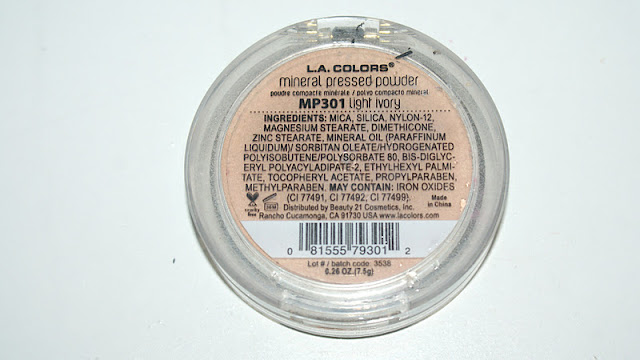 L.A. COLORS®
mineral pressed powder
poudre compacte minérale / polvo compacto mineral
MP301 light ivory
INGREDIENTS: MICA, SILICA, NYLON-12,
MAGNESIUM STEARATE, DIMETHICONE,
ZINC STEARATE, MINERAL OIL (PARAFFINUM
LIQUIDUM)/ SORBITAN OLEATE/HYDROGENATED
POLYISOBUTENE/POLYSORBATE 80, BIS-DIGLYC-
ERYL POLYACYLADIPATE-2, ETHYLHEXYL PALMI-
TATE, TOCOPHERYL ACETATE, PROPYLPARABEN,
METHYLPARABEN. MAY CONTAIN: IRON OXIDES
(CI 77491, CI 77492, CI 77499).
cruelty
free
12M
Made in
China
Distributed by Beauty 21 Cosmetics, Inc.
Rancho Cucamonga, CA 91730 USA www.lacolors.com
0 81555 79301 2
Lot # / batch code: 3538
0.26 OZ.(7.5g)